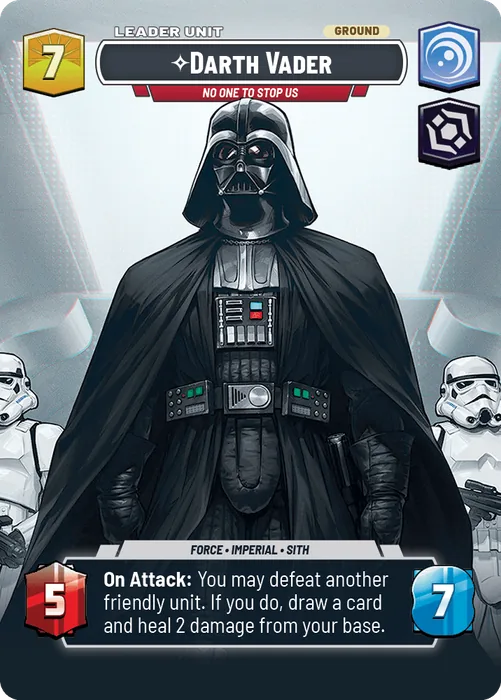 LEADER UNIT
GROUND
7
✧DARTH VADER
NO ONE TO STOP US
FORCE • IMPERIAL • SITH
On Attack: You may defeat another
friendly unit. If you do, draw a card
and heal 2 damage from your base.
5
7